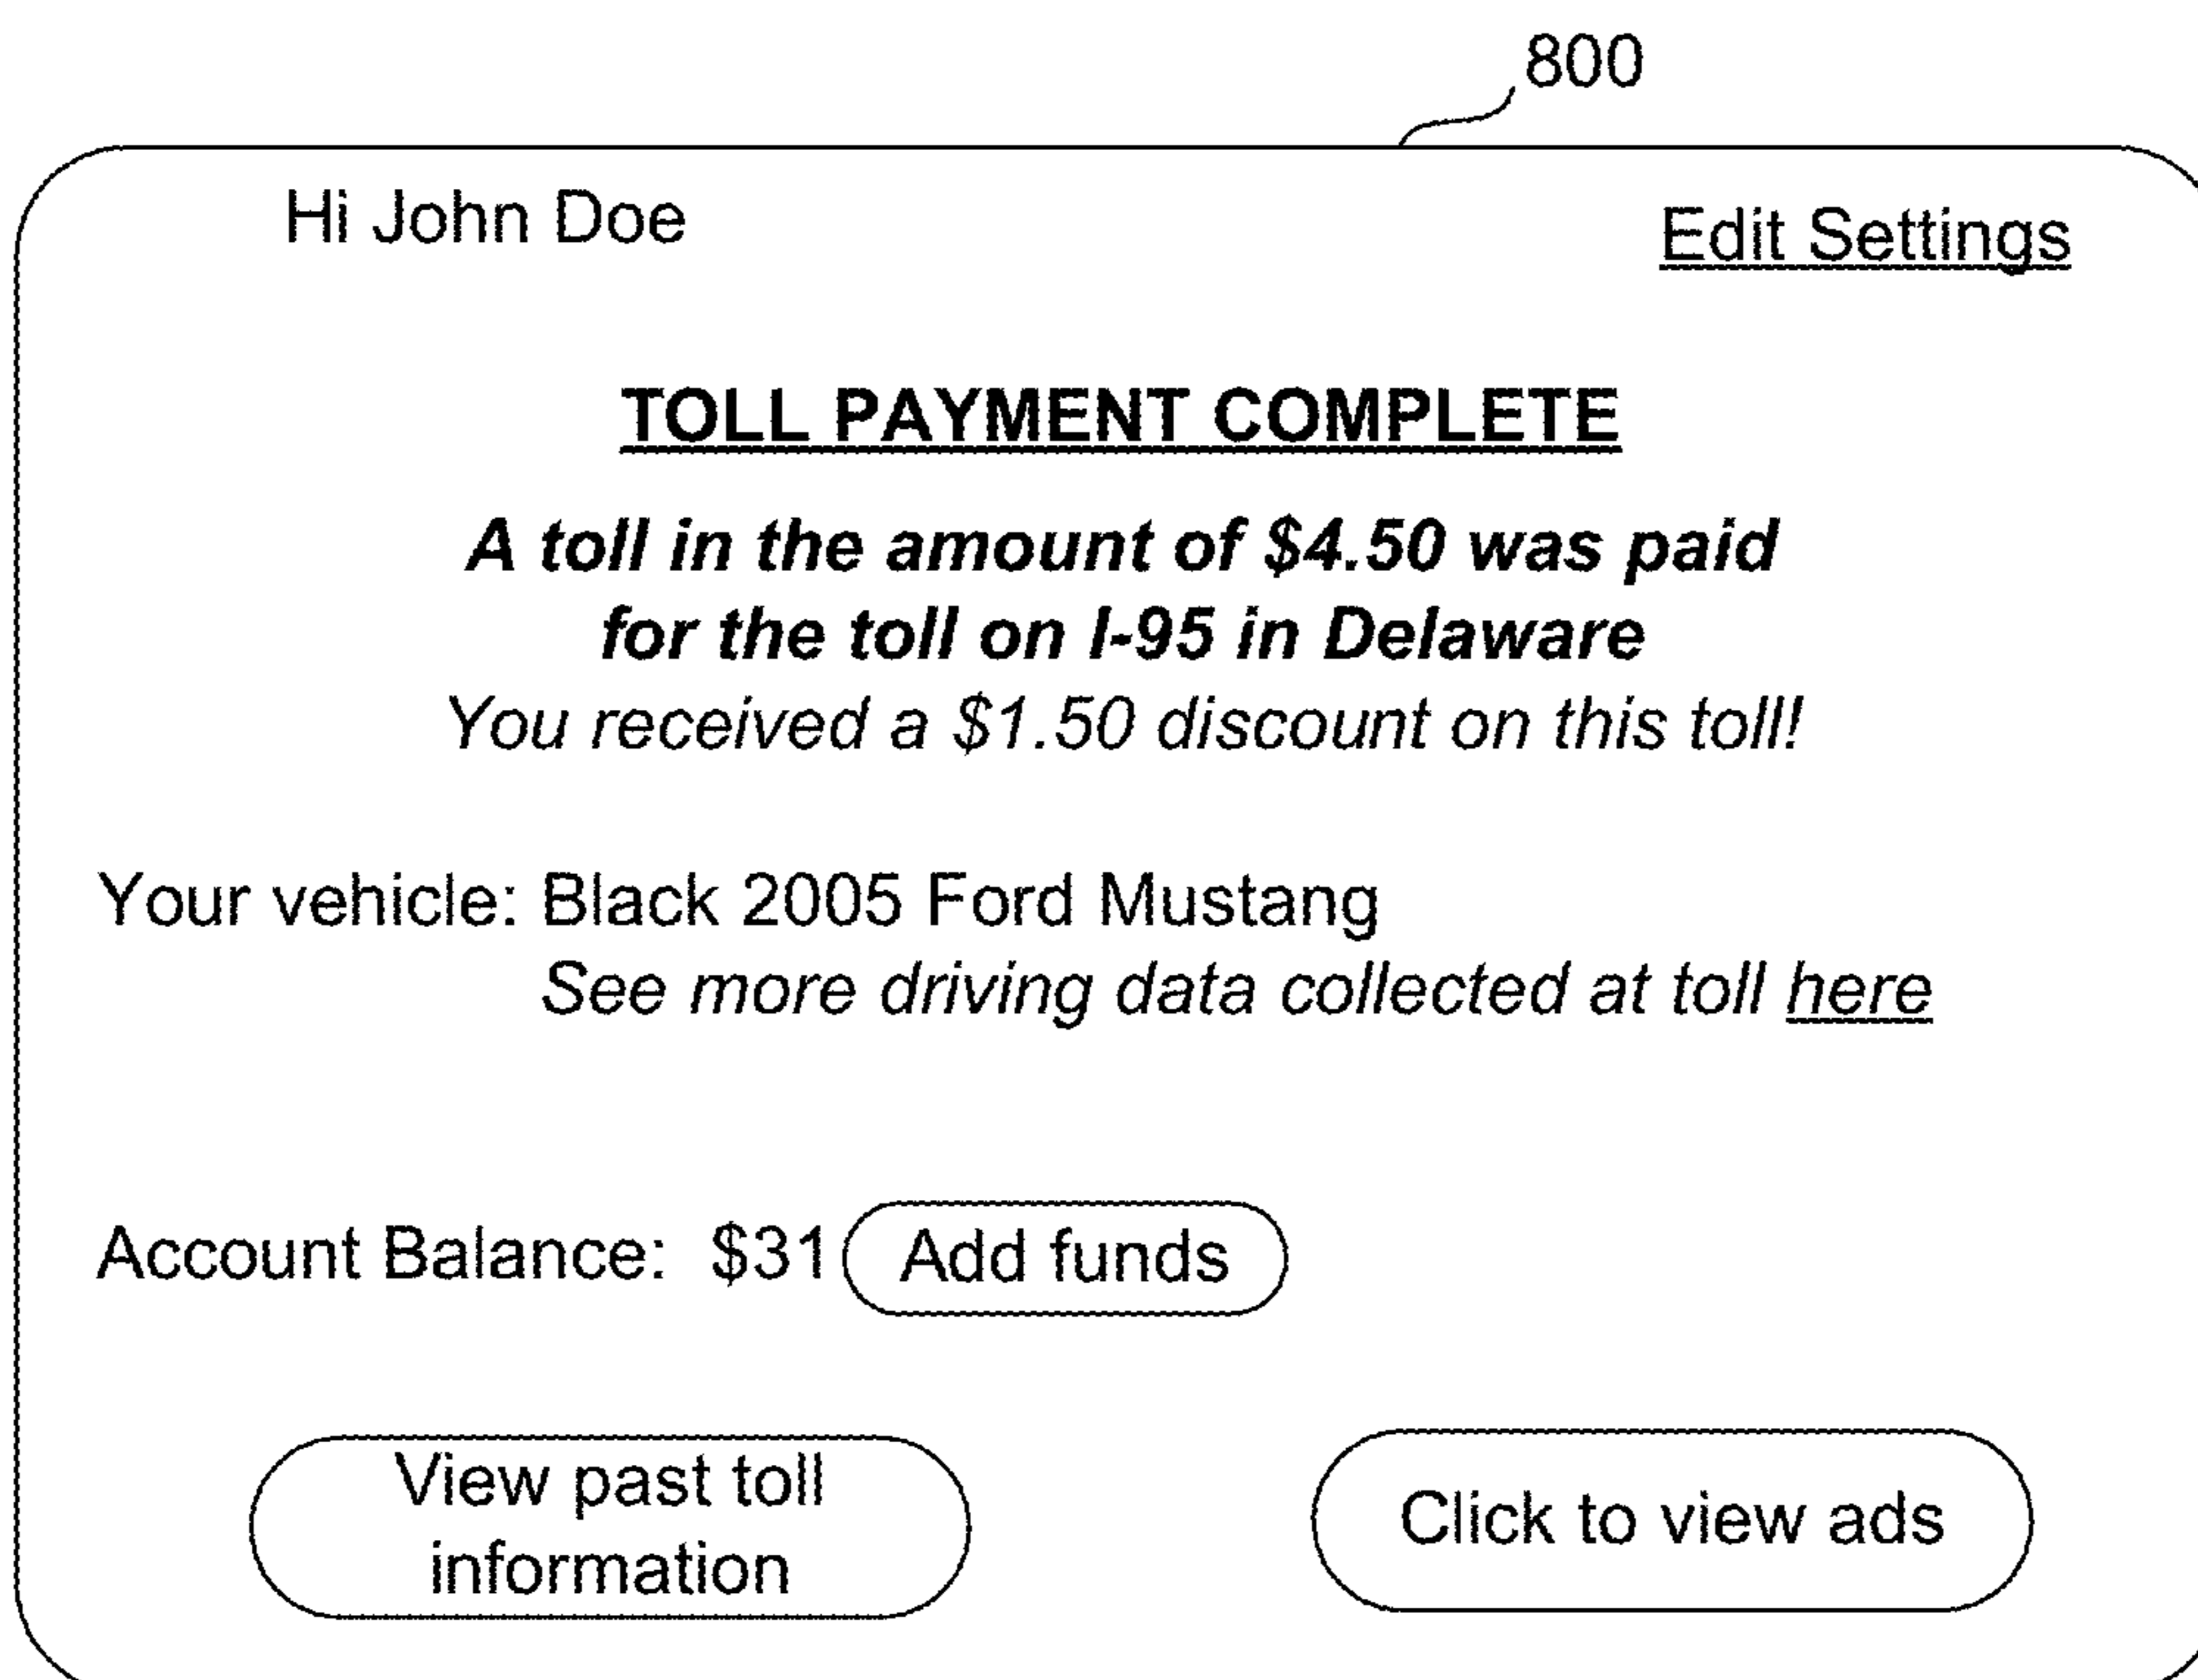 800
Hi John Doe
Edit Settings
TOLL PAYMENT COMPLETE
A toll in the amount of $4.50 was paid
for the toll on I-95 in Delaware
You received a $1.50 discount on this toll!
Your vehicle: Black 2005 Ford Mustang
See more driving data collected at toll here
Account Balance: $31 Add funds
View past toll
information
Click to view ads